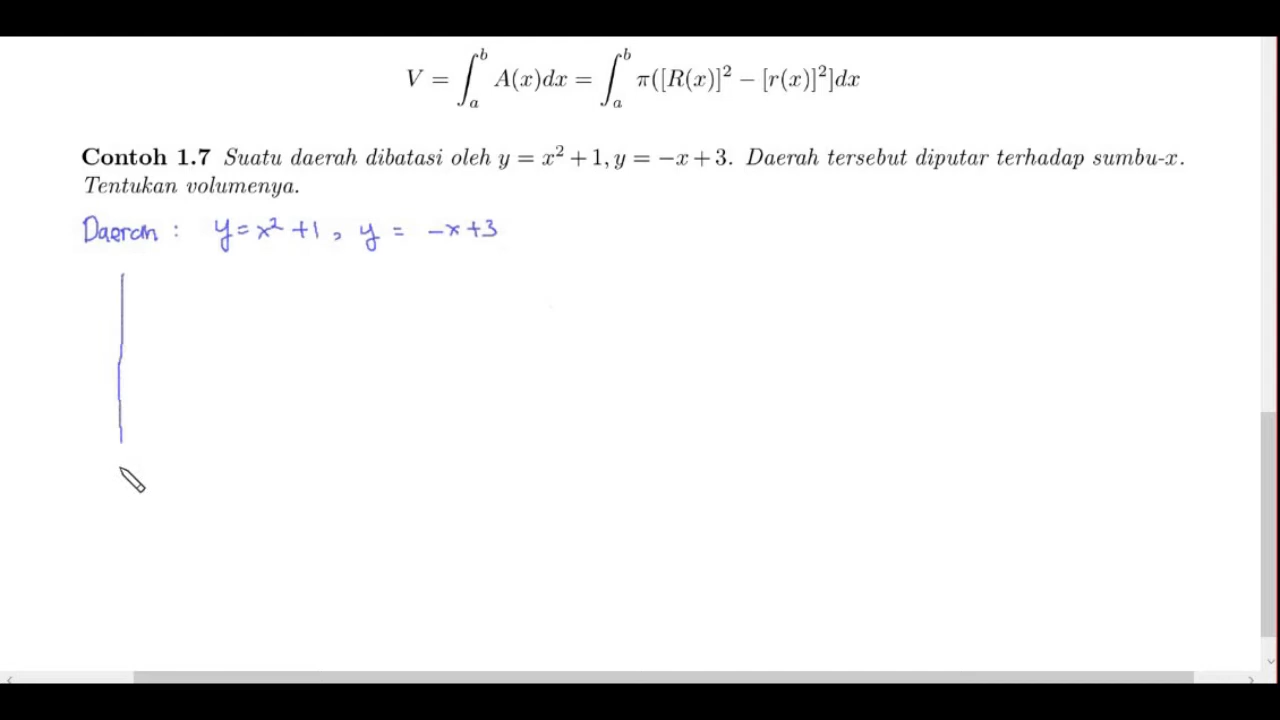 V = ∫_a^b A(x)dx = ∫_a^b π([R(x)]² − [r(x)]²]dx
Contoh 1.7 Suatu daerah dibatasi oleh y = x² + 1, y = −x + 3. Daerah tersebut diputar terhadap sumbu-x.
Tentukan volumenya.
Daerah : y = x² + 1 , y = −x + 3